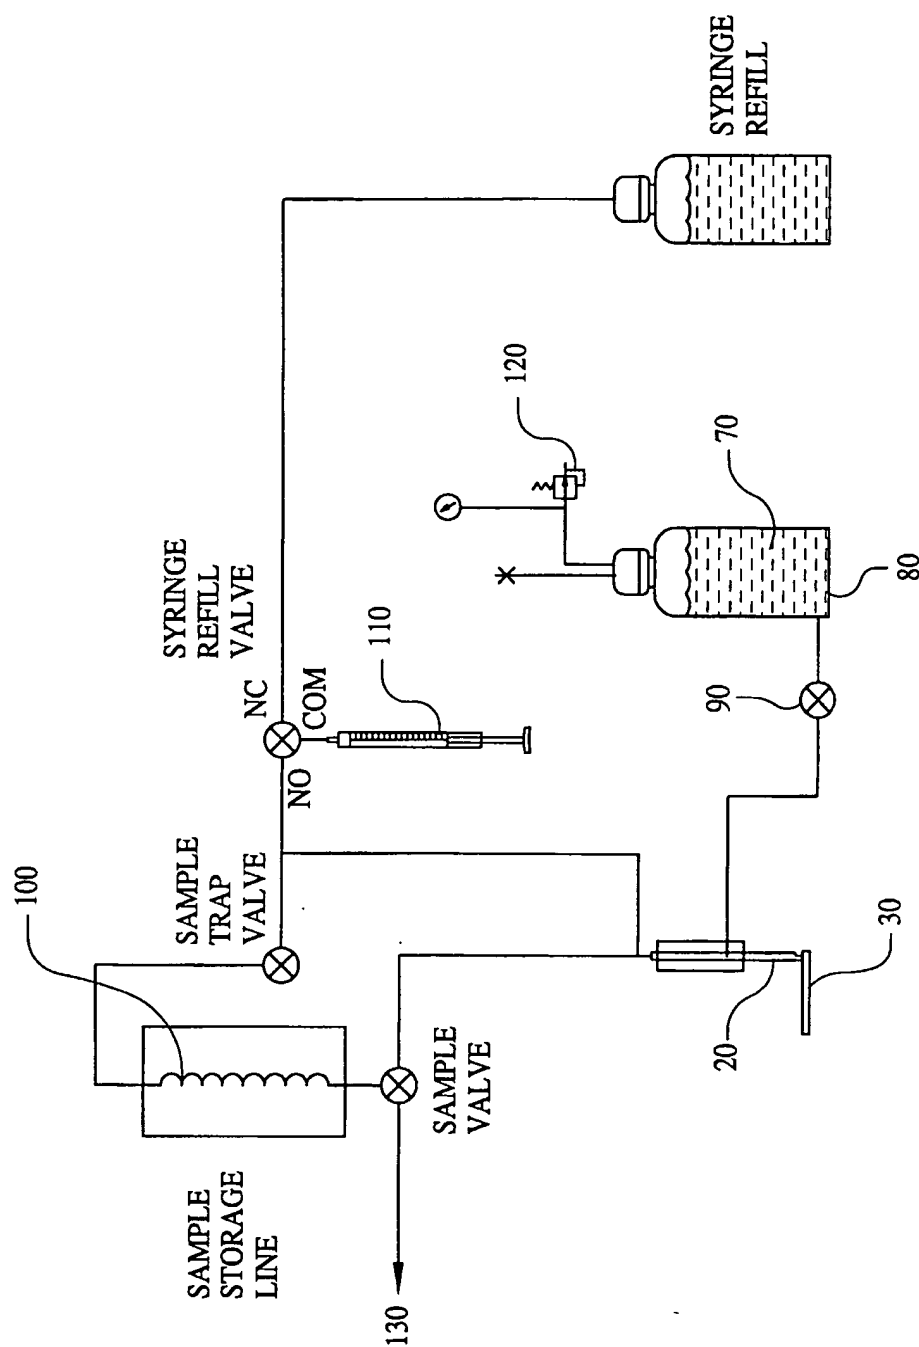 SAMPLE
STORAGE
LINE
100
SAMPLE
TRAP
VALVE
SYRINGE
REFILL
VALVE
NC
NO
COM
110
130
SAMPLE
VALVE
120
20
30
90
70
80
SYRINGE
REFILL